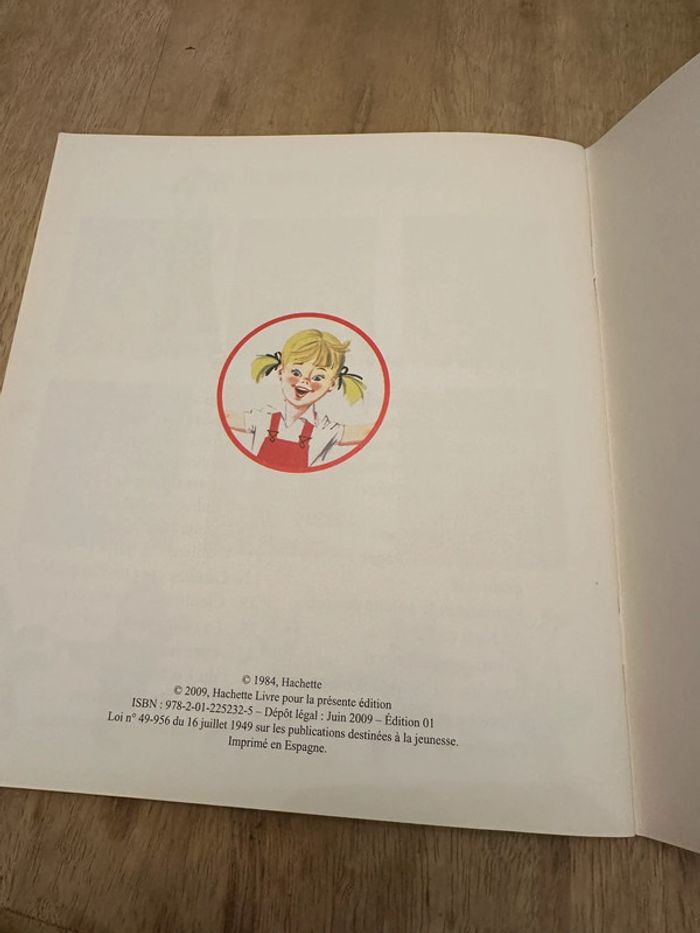 © 1984, Hachette
© 2009, Hachette Livre pour la présente édition
ISBN : 978-2-01-225232-5 – Dépôt légal : Juin 2009 – Édition 01
Loi n° 49-956 du 16 juillet 1949 sur les publications destinées à la jeunesse.
Imprimé en Espagne.